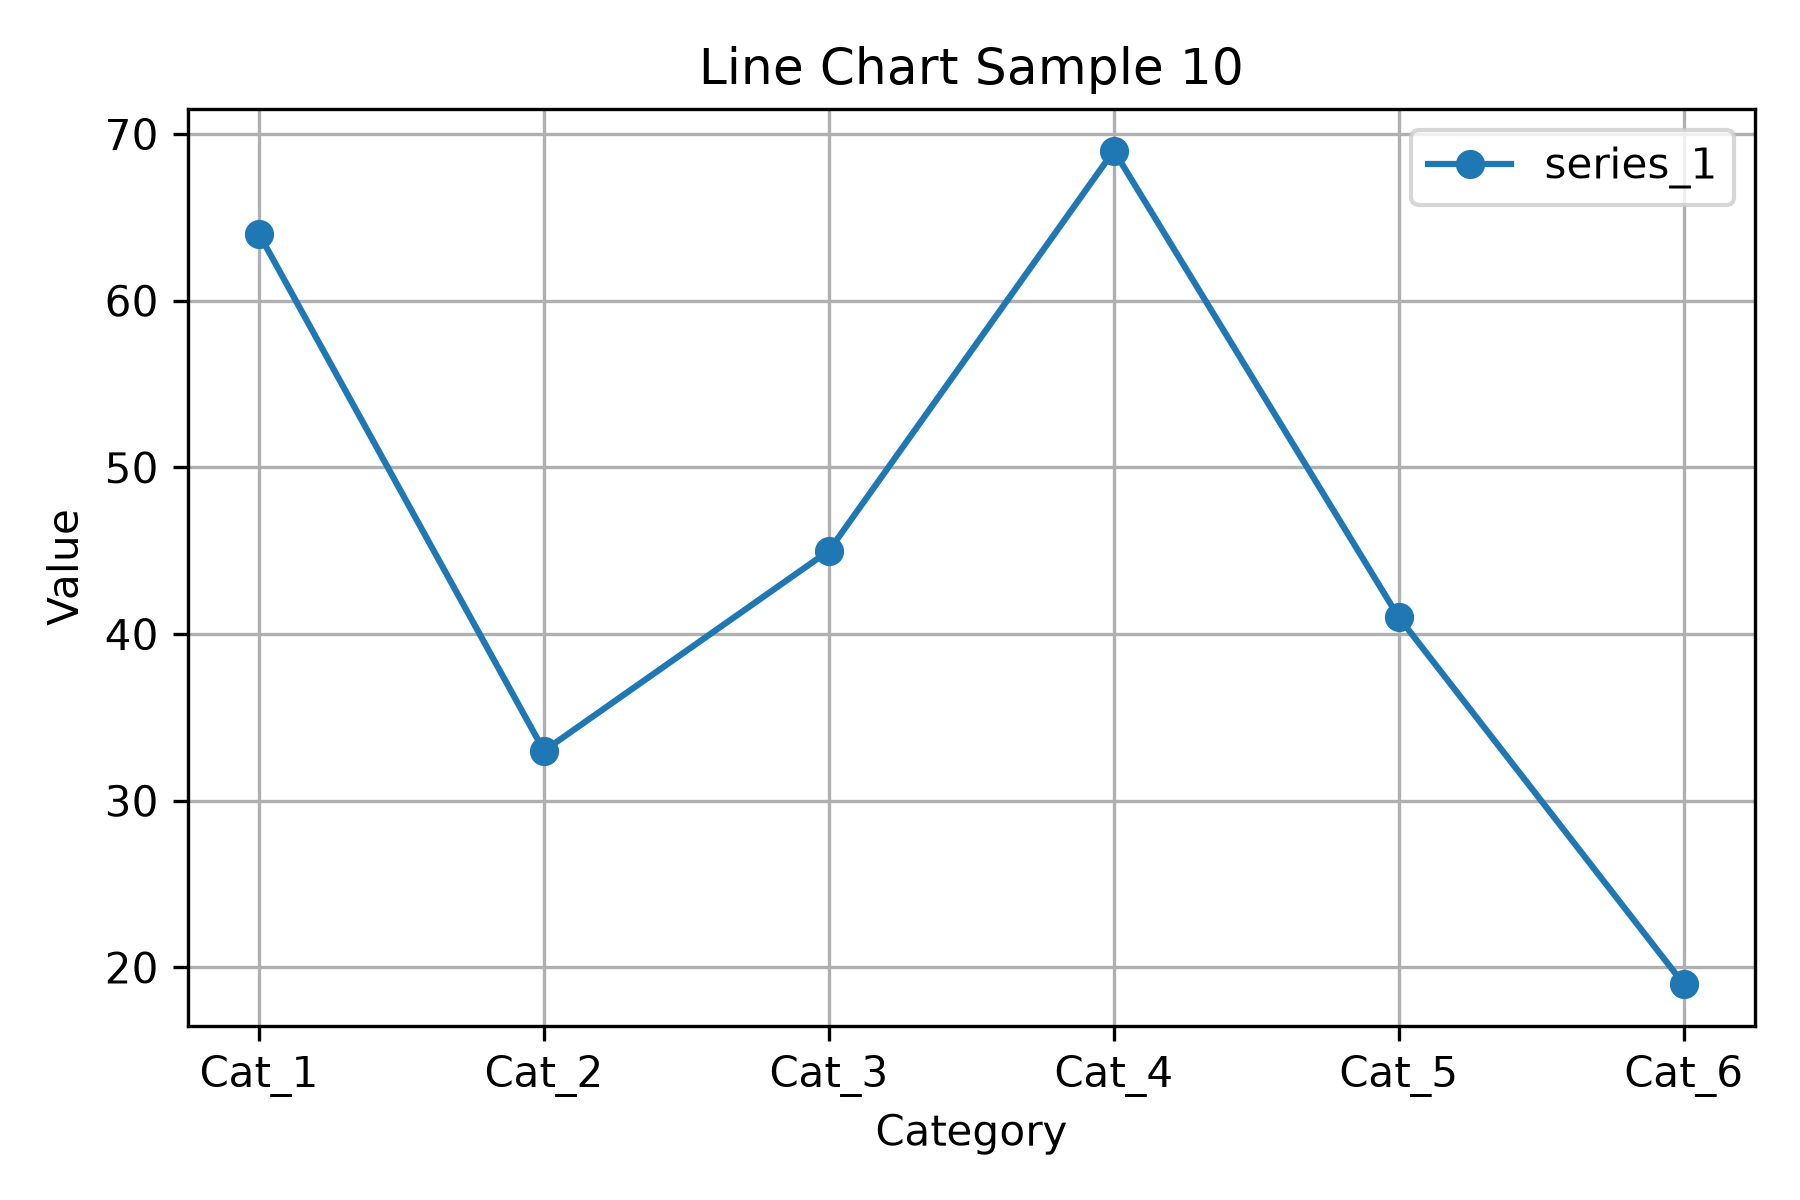 Line Chart Sample 10
series_1
70
60
50
40
30
20
Value
Cat_1 Cat_2 Cat_3 Cat_4 Cat_5 Cat_6
Category